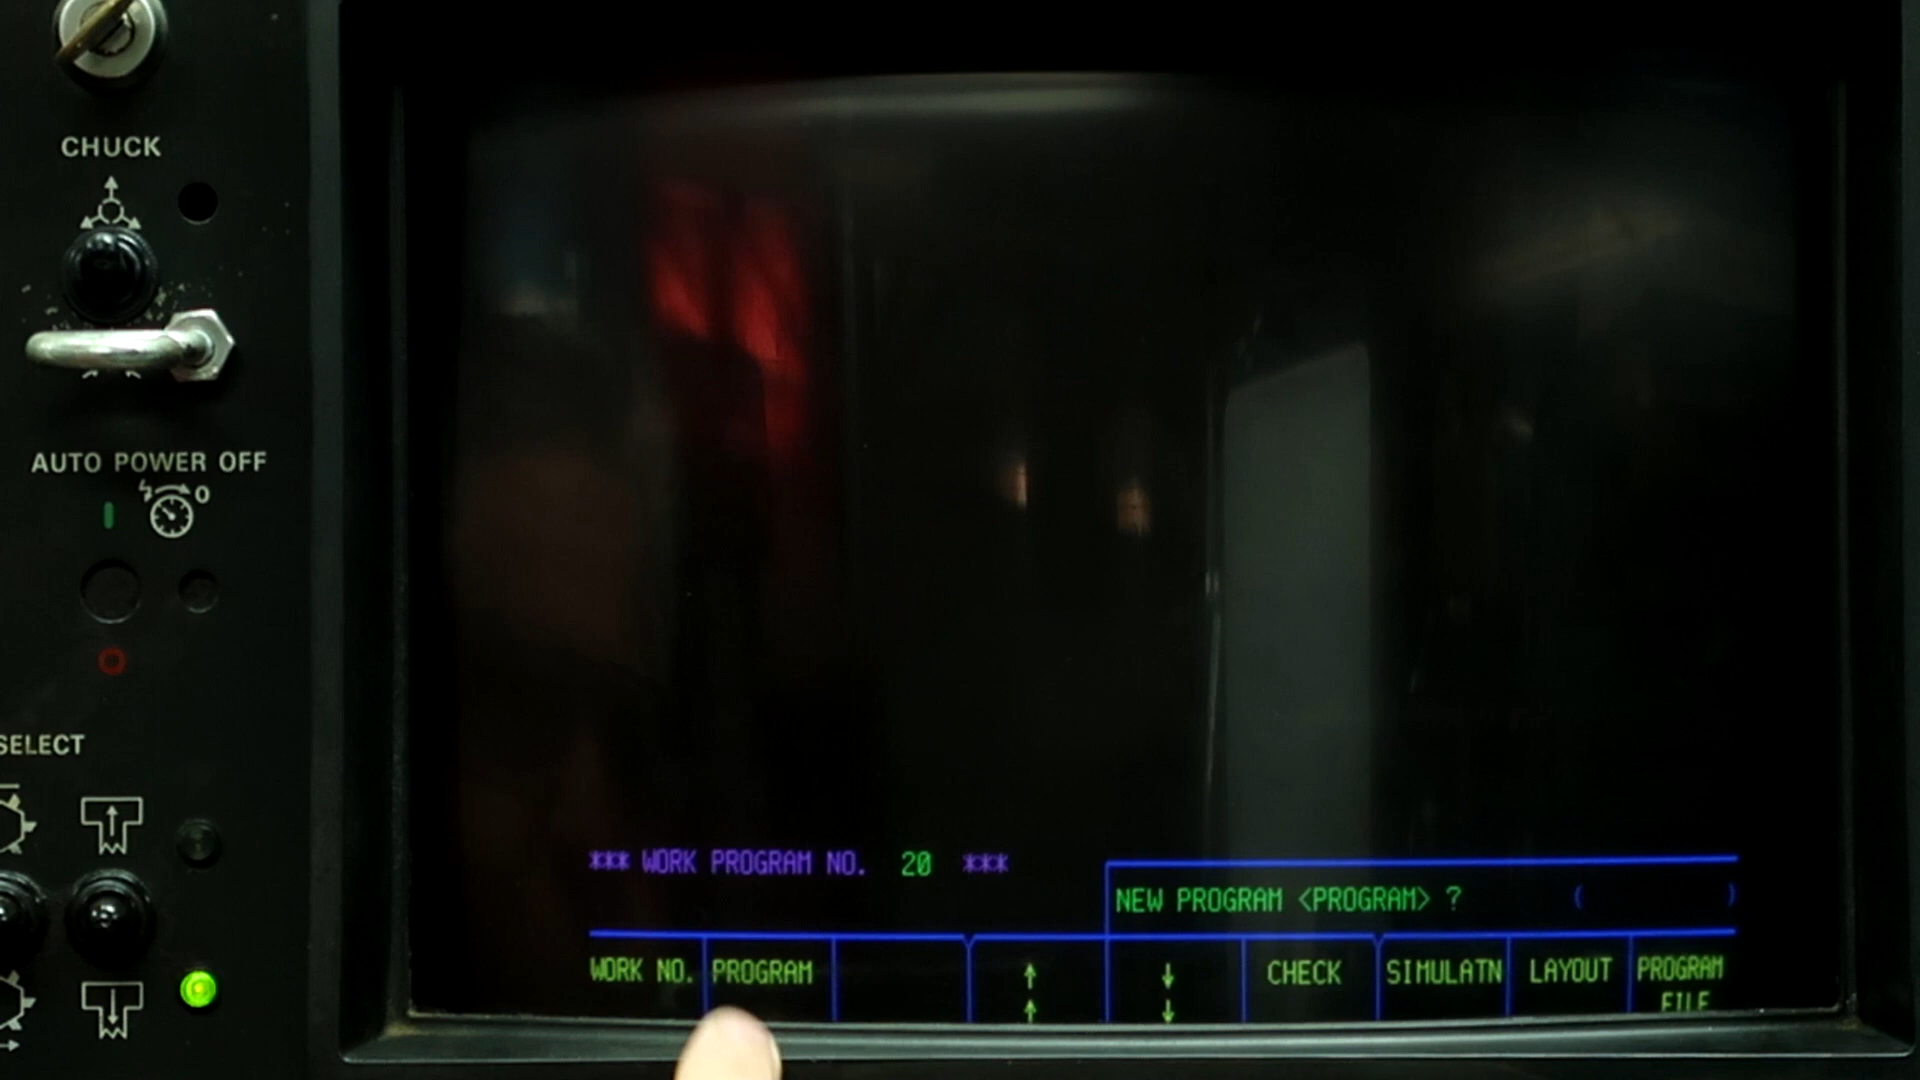 CHUCK
AUTO POWER OFF
0
SELECT
*** WORK PROGRAM NO. 20 ***
NEW PROGRAM <PROGRAM> ? ( )
WORK NO. PROGRAM ↑ ↓ CHECK SIMULATN LAYOUT PROGRAM
↑ ↓ FILE